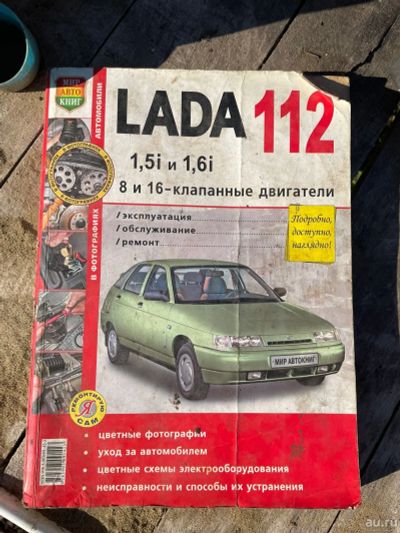 МИР
АВТО
КНИГ
АВТОМОБИЛИ
LADA 112
1,5i и 1,6i
8 и 16-клапанные двигатели
/эксплуатация
/обслуживание
/ремонт
Подробно,
доступно,
наглядно!
В ФОТОГРАФИЯХ
МИР АВТОКНИГ
РЕМОНТИРУЮ
Я
САМ
• цветные фотографии
• уход за автомобилем
• цветные схемы электрооборудования
• неисправности и способы их устранения
au.ru